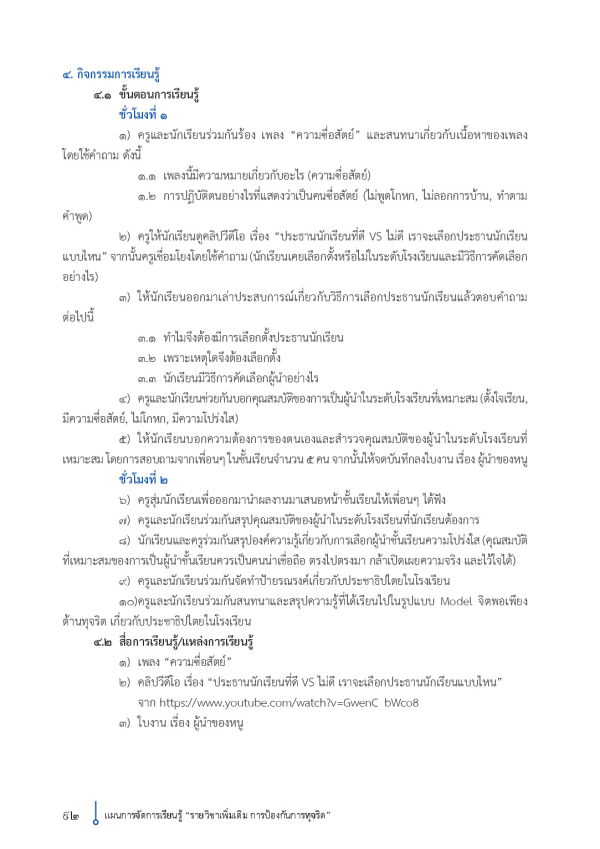 ๔. กิจกรรมการเรียนรู้
๔.๑ ขั้นตอนการเรียนรู้
ชั่วโมงที่ ๑
๑) ครูและนักเรียนร่วมกันร้อง เพลง “ความซื่อสัตย์” และสนทนาเกี่ยวกับเนื้อหาของเพลง
โดยใช้คำถาม ดังนี้
๑.๑ เพลงนี้มีความหมายเกี่ยวกับอะไร (ความซื่อสัตย์)
๑.๒ การปฏิบัติตนอย่างไรที่แสดงว่าเป็นคนซื่อสัตย์ (ไม่พูดโกหก, ไม่ลอกการบ้าน, ทำตาม
คำพูด)
๒) ครูให้นักเรียนดูคลิปวีดีโอ เรื่อง “ประธานนักเรียนที่ดี VS ไม่ดี เราจะเลือกประธานนักเรียน
แบบไหน” จากนั้นครูเชื่อมโยงโดยใช้คำถาม (นักเรียนเคยเลือกตั้งหรือไม่ในระดับโรงเรียนและมีวิธีการคัดเลือก
อย่างไร)
๓) ให้นักเรียนออกมาเล่าประสบการณ์เกี่ยวกับวิธีการเลือกประธานนักเรียนแล้วตอบคำถาม
ต่อไปนี้
๓.๑ ทำไมจึงต้องมีการเลือกตั้งประธานนักเรียน
๓.๒ เพราะเหตุใดจึงต้องเลือกตั้ง
๓.๓ นักเรียนมีวิธีการคัดเลือกผู้นำอย่างไร
๔) ครูและนักเรียนช่วยกันบอกคุณสมบัติของการเป็นผู้นำในระดับโรงเรียนที่เหมาะสม (ตั้งใจเรียน,
มีความซื่อสัตย์, ไม่โกหก, มีความโปร่งใส)
๕) ให้นักเรียนบอกความต้องการของตนเองและสำรวจคุณสมบัติของผู้นำในระดับโรงเรียนที่
เหมาะสม โดยการสอบถามจากเพื่อนๆ ในชั้นเรียนจำนวน ๕ คน จากนั้นให้จดบันทึกลงใบงาน เรื่อง ผู้นำของหนู
ชั่วโมงที่ ๒
๖) ครูสุ่มนักเรียนเพื่อออกมานำผลงานมาเสนอหน้าชั้นเรียนให้เพื่อนๆ ได้ฟัง
๗) ครูและนักเรียนร่วมกันสรุปคุณสมบัติของผู้นำในระดับโรงเรียนที่นักเรียนต้องการ
๘) นักเรียนและครูร่วมกันสรุปองค์ความรู้เกี่ยวกับการเลือกผู้นำชั้นเรียนความโปร่งใส (คุณสมบัติ
ที่เหมาะสมของการเป็นผู้นำชั้นเรียนควรเป็นคนน่าเชื่อถือ ตรงไปตรงมา กล้าเปิดเผยความจริง และไว้ใจได้)
๙) ครูและนักเรียนร่วมกันจัดทำป้ายรณรงค์เกี่ยวกับประชาธิปไตยในโรงเรียน
๑๐)ครูและนักเรียนร่วมกันสนทนาและสรุปความรู้ที่ได้เรียนไปในรูปแบบ Model จิตพอเพียง
ต้านทุจริต เกี่ยวกับประชาธิปไตยในโรงเรียน
๔.๒ สื่อการเรียนรู้/แหล่งการเรียนรู้
๑) เพลง “ความซื่อสัตย์”
๒) คลิปวีดีโอ เรื่อง “ประธานนักเรียนที่ดี VS ไม่ดี เราจะเลือกประธานนักเรียนแบบไหน”
จาก https://www.youtube.com/watch?v=GwenC bWco8
๓) ใบงาน เรื่อง ผู้นำของหนู
๕๒ แผนการจัดการเรียนรู้ “รายวิชาเพิ่มเติม การป้องกันการทุจริต”